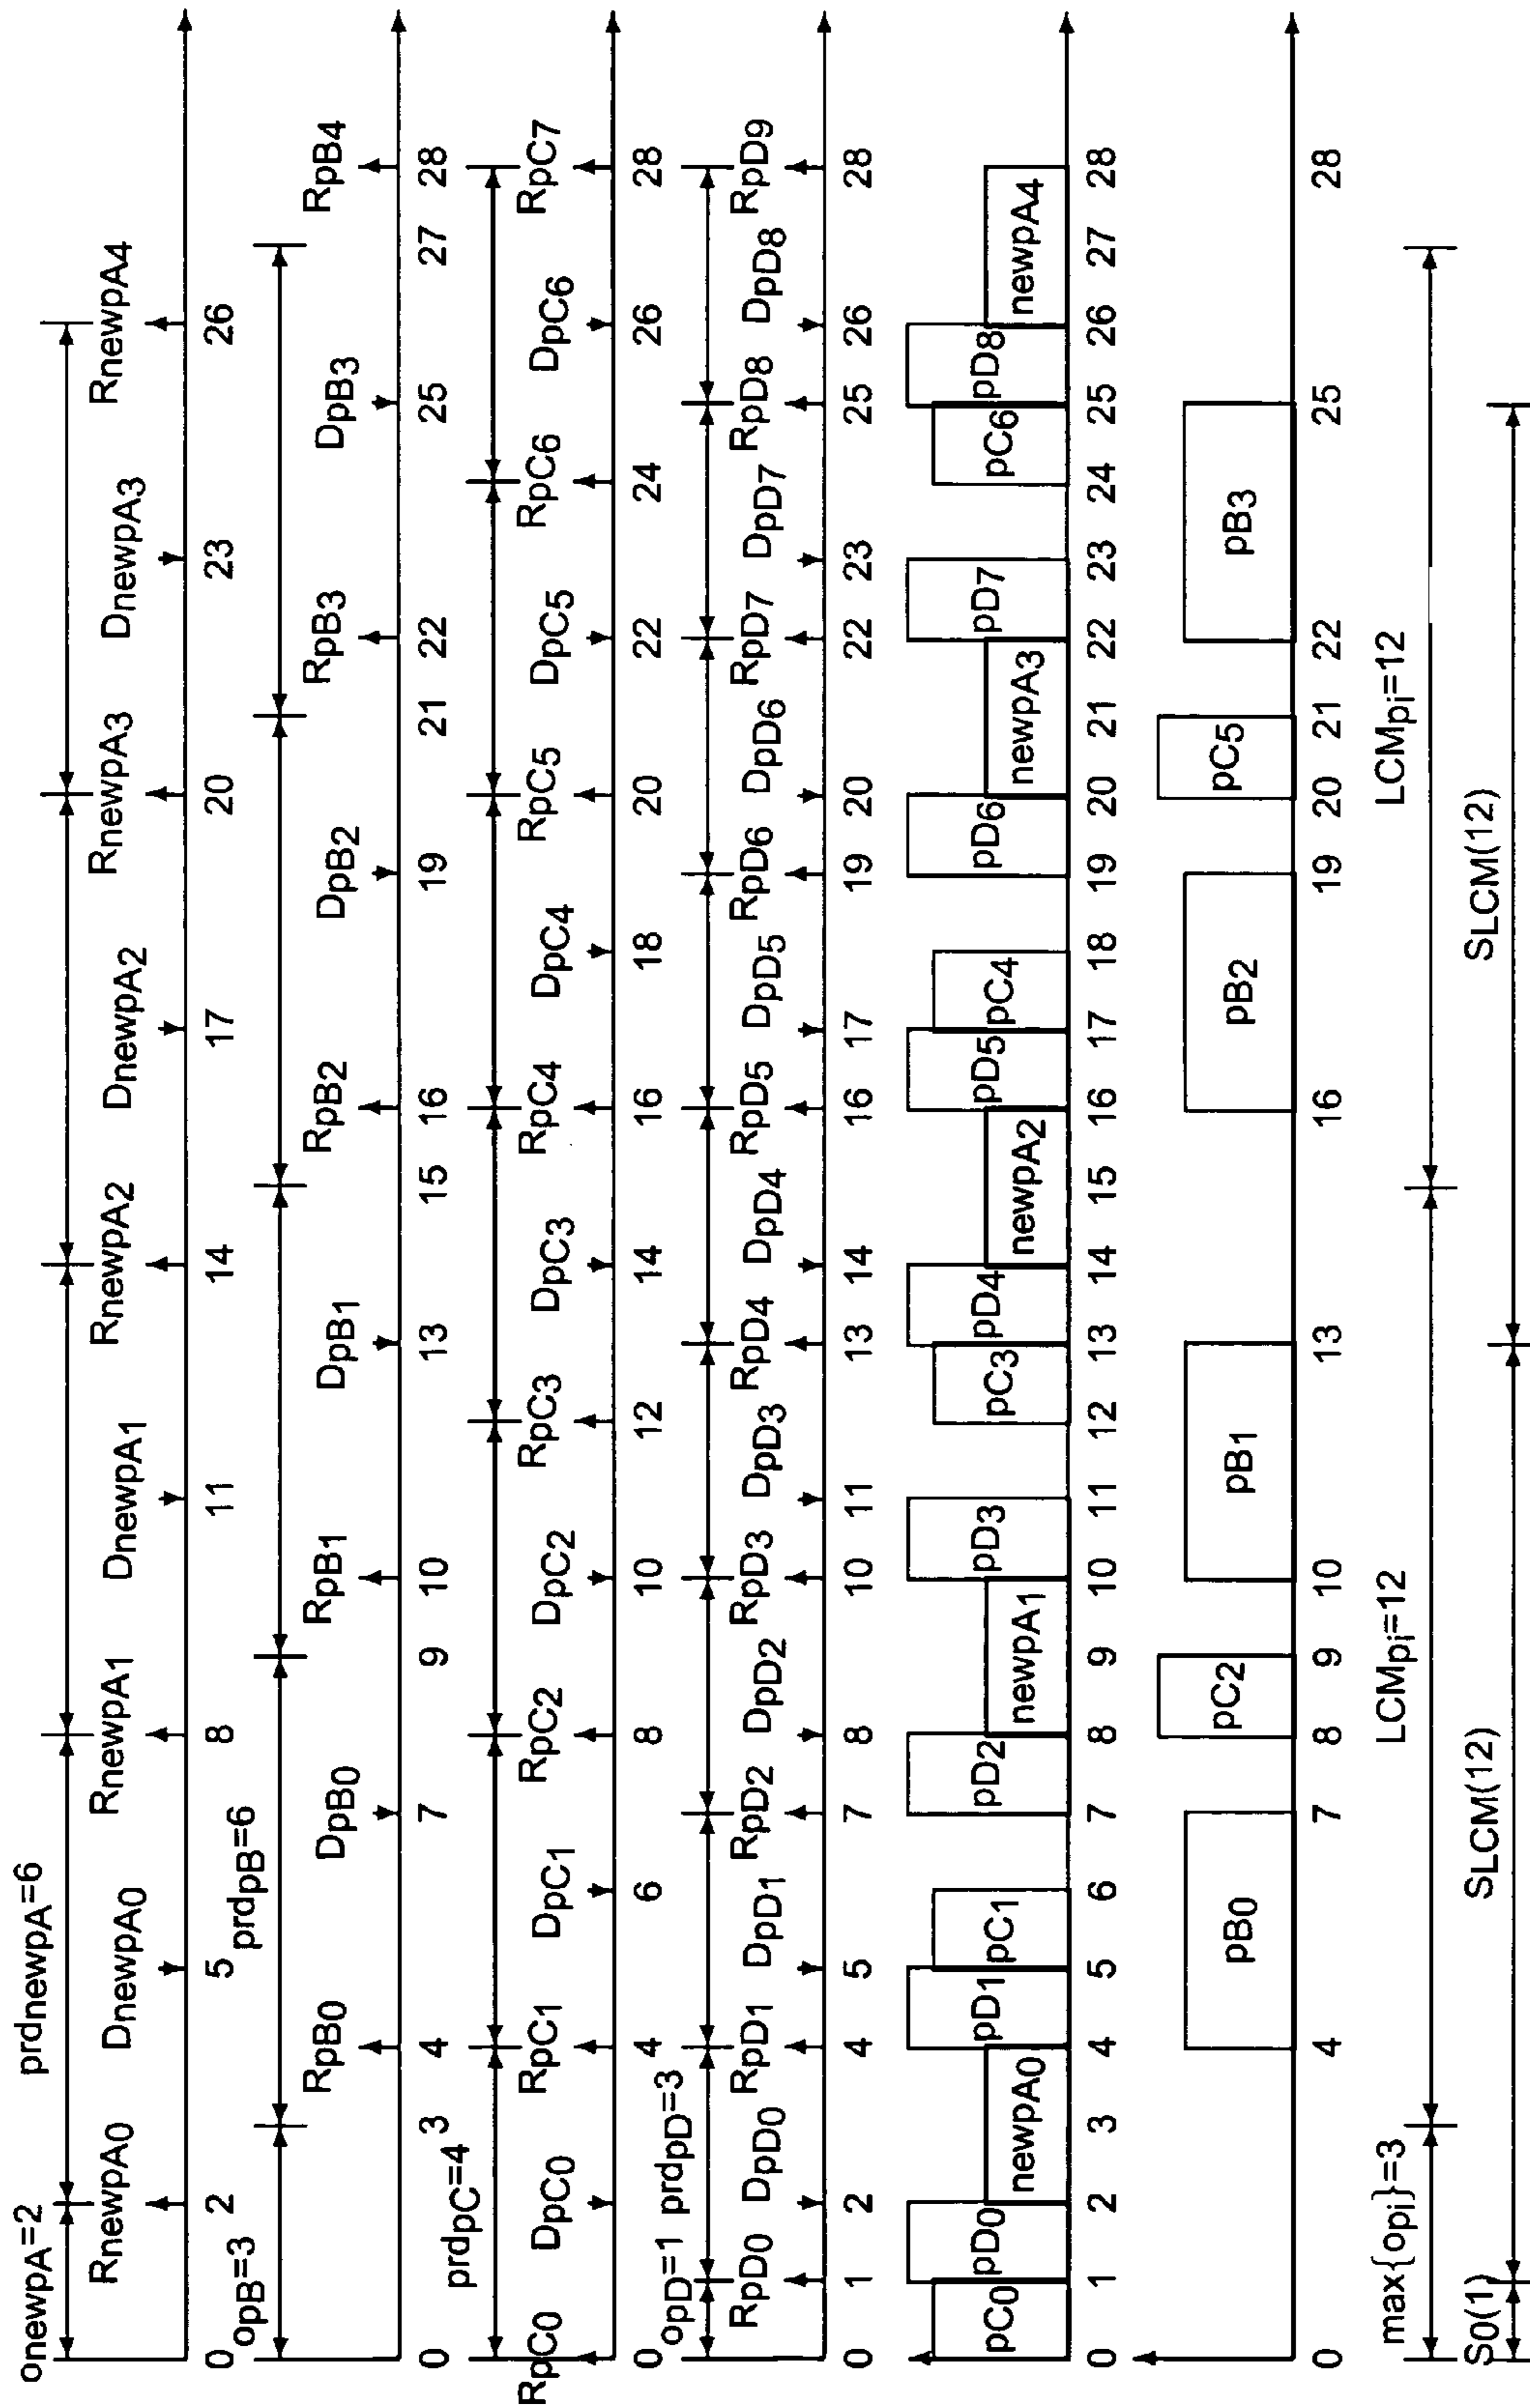 onewpA=2 prdnewpA=6
RnewpA0 DnewpA0 RnewpA1 DnewpA1 RnewpA2 DnewpA2 RnewpA3 DnewpA3 RnewpA4
0 2 5 8 11 14 17 20 23 26
opB=3 prdpB=6
RpB0 DpB0 RpB1 DpB1 RpB2 DpB2 RpB3 DpB3 RpB4
0 3 4 7 9 10 13 15 16 19 21 22 25 27 28
prdpC=4
RpC0 DpC0 RpC1 DpC1 RpC2 DpC2 RpC3 DpC3 RpC4 DpC4 RpC5 DpC5 RpC6 DpC6 RpC7
0 4 6 8 10 12 14 16 18 20 22 24 26 28
opD=1 prdpD=3
RpD0 DpD0 RpD1 DpD1 RpD2 DpD2 RpD3 DpD3 RpD4 DpD4 RpD5 DpD5 RpD6 DpD6 RpD7 DpD7 RpD8 DpD8 RpD9
0 1 2 4 5 7 8 10 11 13 14 16 17 19 20 22 23 25 26 28
pC0 pD0 newpA0 pD1 pC1 pD2 newpA1 pD3 pC3 pD4 newpA2 pD5 pC4 pD6 newpA3 pD7 pC6 pD8 newpA4
0 1 2 3 4 5 6 7 8 9 10 11 12 13 14 15 16 17 18 19 20 21 22 23 24 25 26 27 28
pB0 pC2 pB1 pB2 pC5 pB3
0 4 7 8 9 10 13 16 19 20 21 22 25 28
max{opi}=3 LCMpi=12 LCMpi=12
S0(1) SLCM(12) SLCM(12)